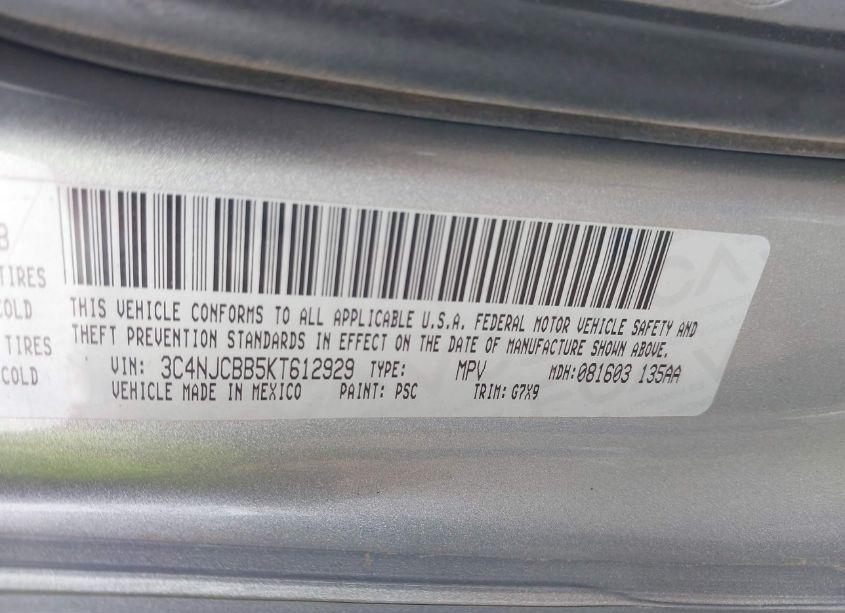 8
TIRES
COLD
TIRES
COLD
THIS VEHICLE CONFORMS TO ALL APPLICABLE U.S.A. FEDERAL MOTOR VEHICLE SAFETY AND
THEFT PREVENTION STANDARDS IN EFFECT ON THE DATE OF MANUFACTURE SHOWN ABOVE.
VIN: 3C4NJCBB5KT612929 TYPE: MPV MDH: 081603 135AA
VEHICLE MADE IN MEXICO PAINT: PSC TRIM: G7X9